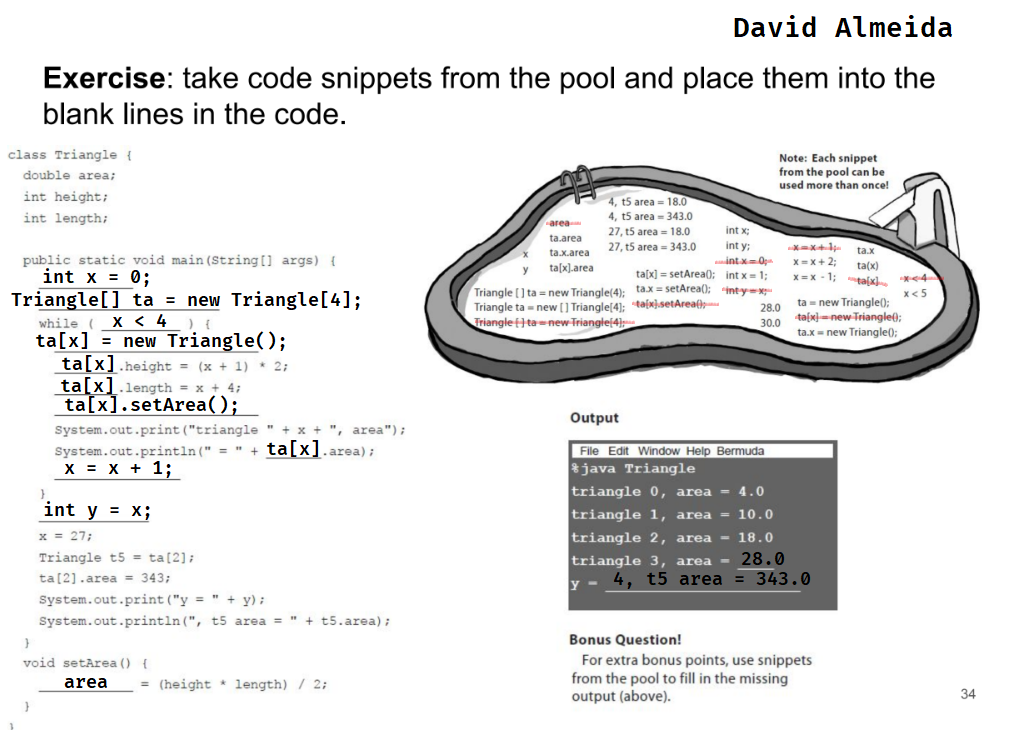 David Almeida
Exercise: take code snippets from the pool and place them into the
blank lines in the code.
class Triangle {
double area;
int height;
int length;
public static void main(String[] args) {
int x = 0;
Triangle[] ta = new Triangle[4];
while ( x < 4 ) {
ta[x] = new Triangle();
ta[x].height = (x + 1) * 2;
ta[x].length = x + 4;
ta[x].setArea();
System.out.print("triangle " + x + ", area");
System.out.println(" = " + ta[x].area);
x = x + 1;
}
int y = x;
x = 27;
Triangle t5 = ta[2];
ta[2].area = 343;
System.out.print("y = " + y);
System.out.println(", t5 area = " + t5.area);
}
void setArea() {
area = (height * length) / 2;
}
}
Note: Each snippet
from the pool can be
used more than once!
4, t5 area = 18.0
4, t5 area = 343.0
27, t5 area = 18.0
27, t5 area = 343.0
area
ta.area
ta.x.area
ta[x].area
x
y
int x;
int y;
int x = 0;
int x = 1;
int y = x;
x = x + 1;
x = x + 2;
x = x - 1;
ta.x
ta(x)
ta[x]
x < 4
x < 5
ta[x] = setArea();
ta.x = setArea();
ta[x].setArea();
Triangle [ ] ta = new Triangle(4);
Triangle ta = new [ ] Triangle[4];
Triangle [ ] ta = new Triangle[4];
28.0
30.0
ta = new Triangle();
ta[x] = new Triangle();
ta.x = new Triangle();
Output
File Edit Window Help Bermuda
%java Triangle
triangle 0, area = 4.0
triangle 1, area = 10.0
triangle 2, area = 18.0
triangle 3, area = 28.0
y = 4, t5 area = 343.0
Bonus Question!
For extra bonus points, use snippets
from the pool to fill in the missing
output (above).
34